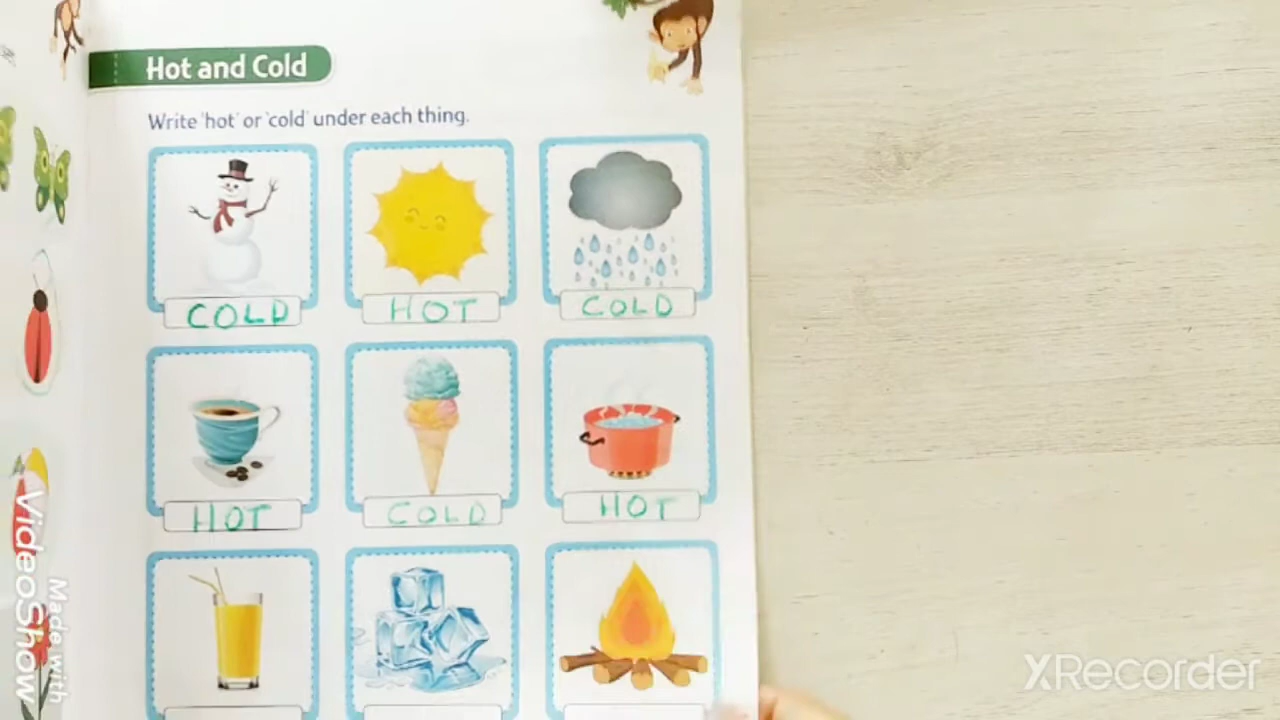 Hot and Cold
Write 'hot' or 'cold' under each thing.
COLD HOT COLD
HOT COLD HOT
Made with
VideoShow
XRecorder